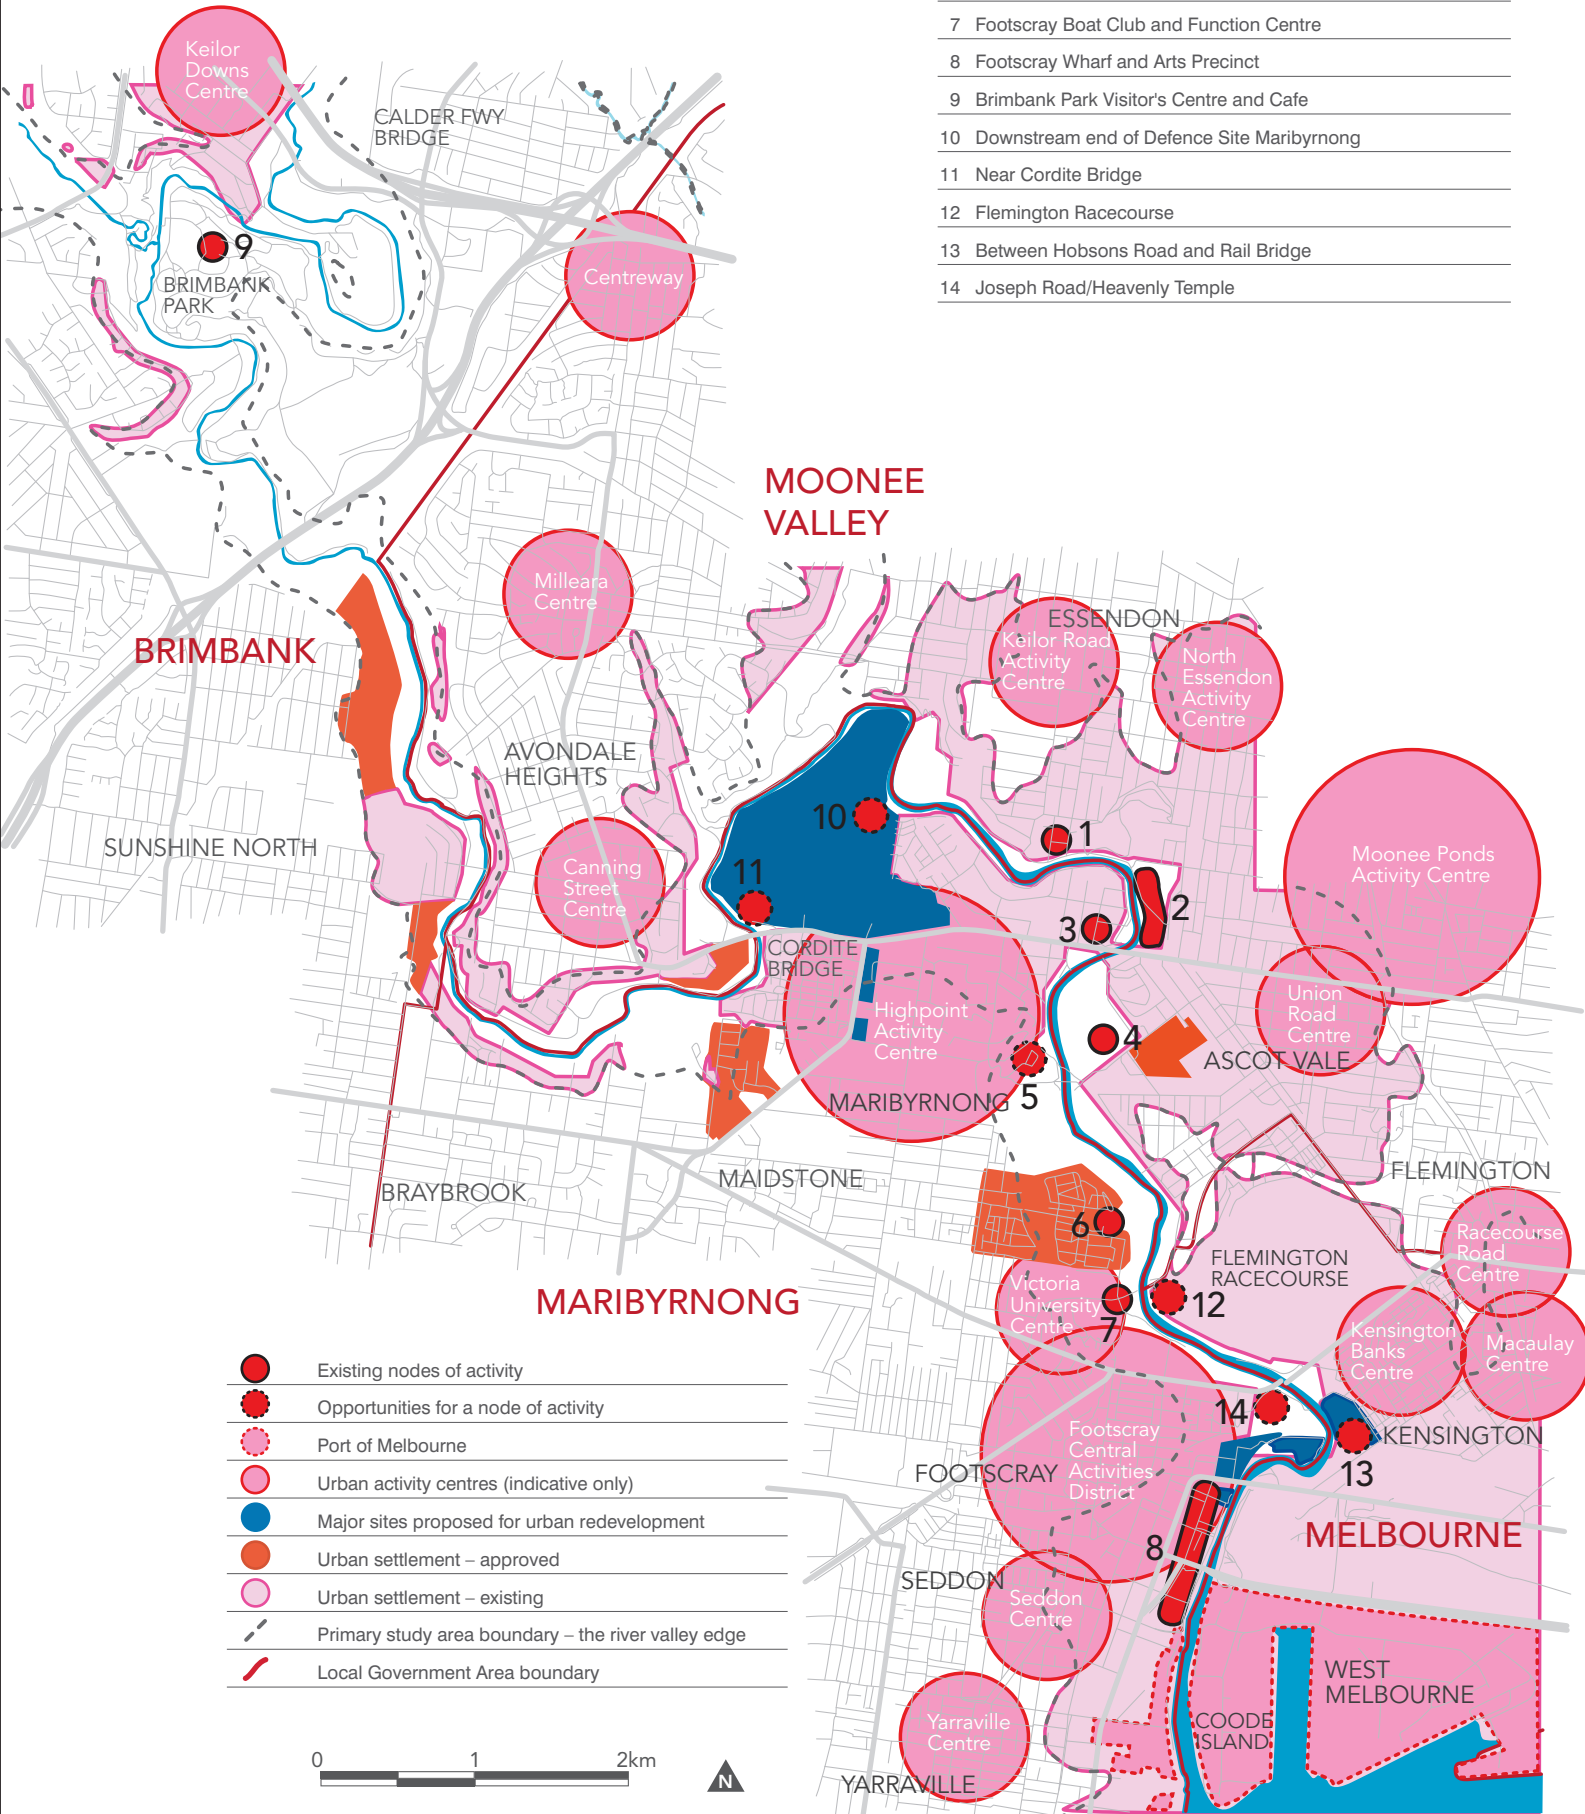 7 Footscray Boat Club and Function Centre
8 Footscray Wharf and Arts Precinct
9 Brimbank Park Visitor's Centre and Cafe
10 Downstream end of Defence Site Maribyrnong
11 Near Cordite Bridge
12 Flemington Racecourse
13 Between Hobsons Road and Rail Bridge
14 Joseph Road/Heavenly Temple
Keilor
Downs
Centre
CALDER FWY
BRIDGE
9
BRIMBANK
PARK
Centreway
MOONEE
VALLEY
Milleara
Centre
BRIMBANK
ESSENDON
Keilor Road
Activity
Centre
North
Essendon
Activity
Centre
AVONDALE
HEIGHTS
SUNSHINE NORTH
10
1
Moonee Ponds
Activity Centre
Canning
Street
Centre
11
2
3
CORDITE
BRIDGE
Highpoint
Activity
Centre
Union
Road
Centre
4
ASCOT VALE
MARIBYRNONG
5
MAIDSTONE
BRAYBROOK
FLEMINGTON
6
Racecourse
Road
Centre
FLEMINGTON
RACECOURSE
Victoria
University
Centre
7
12
MARIBYRNONG
Kensington
Banks
Centre
Macaulay
Centre
14
Footscray
Central
Activities
District
FOOTSCRAY
KENSINGTON
13
MELBOURNE
8
SEDDON
Seddon
Centre
WEST
MELBOURNE
COODE
ISLAND
Yarraville
Centre
YARRAVILLE
Existing nodes of activity
Opportunities for a node of activity
Port of Melbourne
Urban activity centres (indicative only)
Major sites proposed for urban redevelopment
Urban settlement – approved
Urban settlement – existing
Primary study area boundary – the river valley edge
Local Government Area boundary
0 1 2km
N